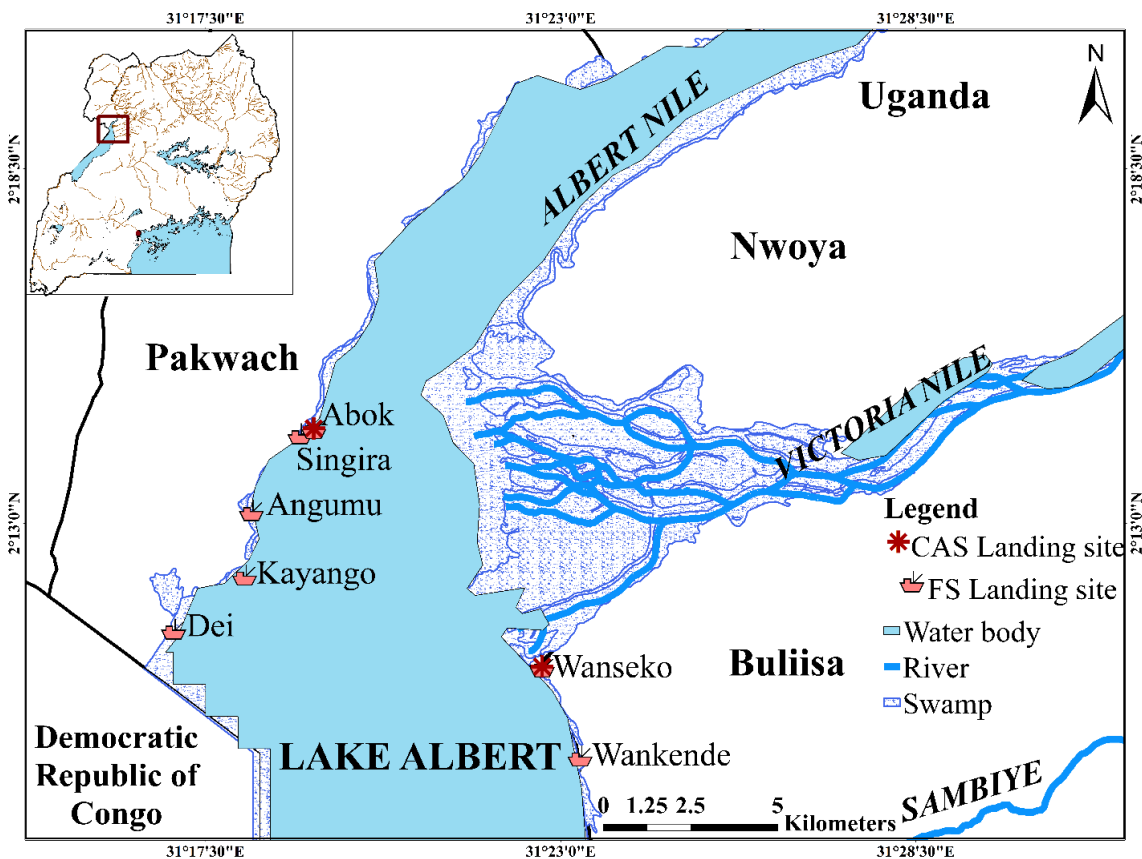 31°17'30"E
31°23'0"E
31°28'30"E
N
Uganda
ALBERT NILE
2°18'30"N
2°18'30"N
Nwoya
Pakwach
VICTORIA NILE
Abok
Singira
Angumu
2°13'0"N
2°13'0"N
Legend
CAS Landing site
FS Landing site
Water body
River
Swamp
Kayango
Dei
Wanseko
Buliisa
Democratic
Republic of
Congo
LAKE ALBERT
Wankende
SAMBIYE
0 1.25 2.5 5
Kilometers
31°17'30"E
31°23'0"E
31°28'30"E